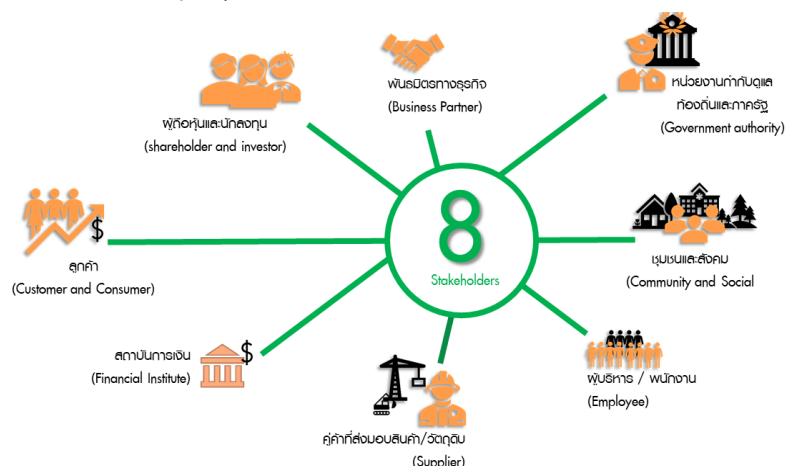 พันธมิตรทางธุรกิจ
(Business Partner)
หน่วยงานกำกับดูแล
ท้องถิ่นและภาครัฐ
(Government authority)
ผู้ถือหุ้นและนักลงทุน
(shareholder and investor)
8
Stakeholders
$
ลูกค้า
(Customer and Consumer)
ชุมชนและสังคม
(Community and Social
$
สถาบันการเงิน
(Financial Institute)
ผู้บริหาร / พนักงาน
(Employee)
คู่ค้าที่ส่งมอบสินค้า/วัตถุดิบ
(Supplier)